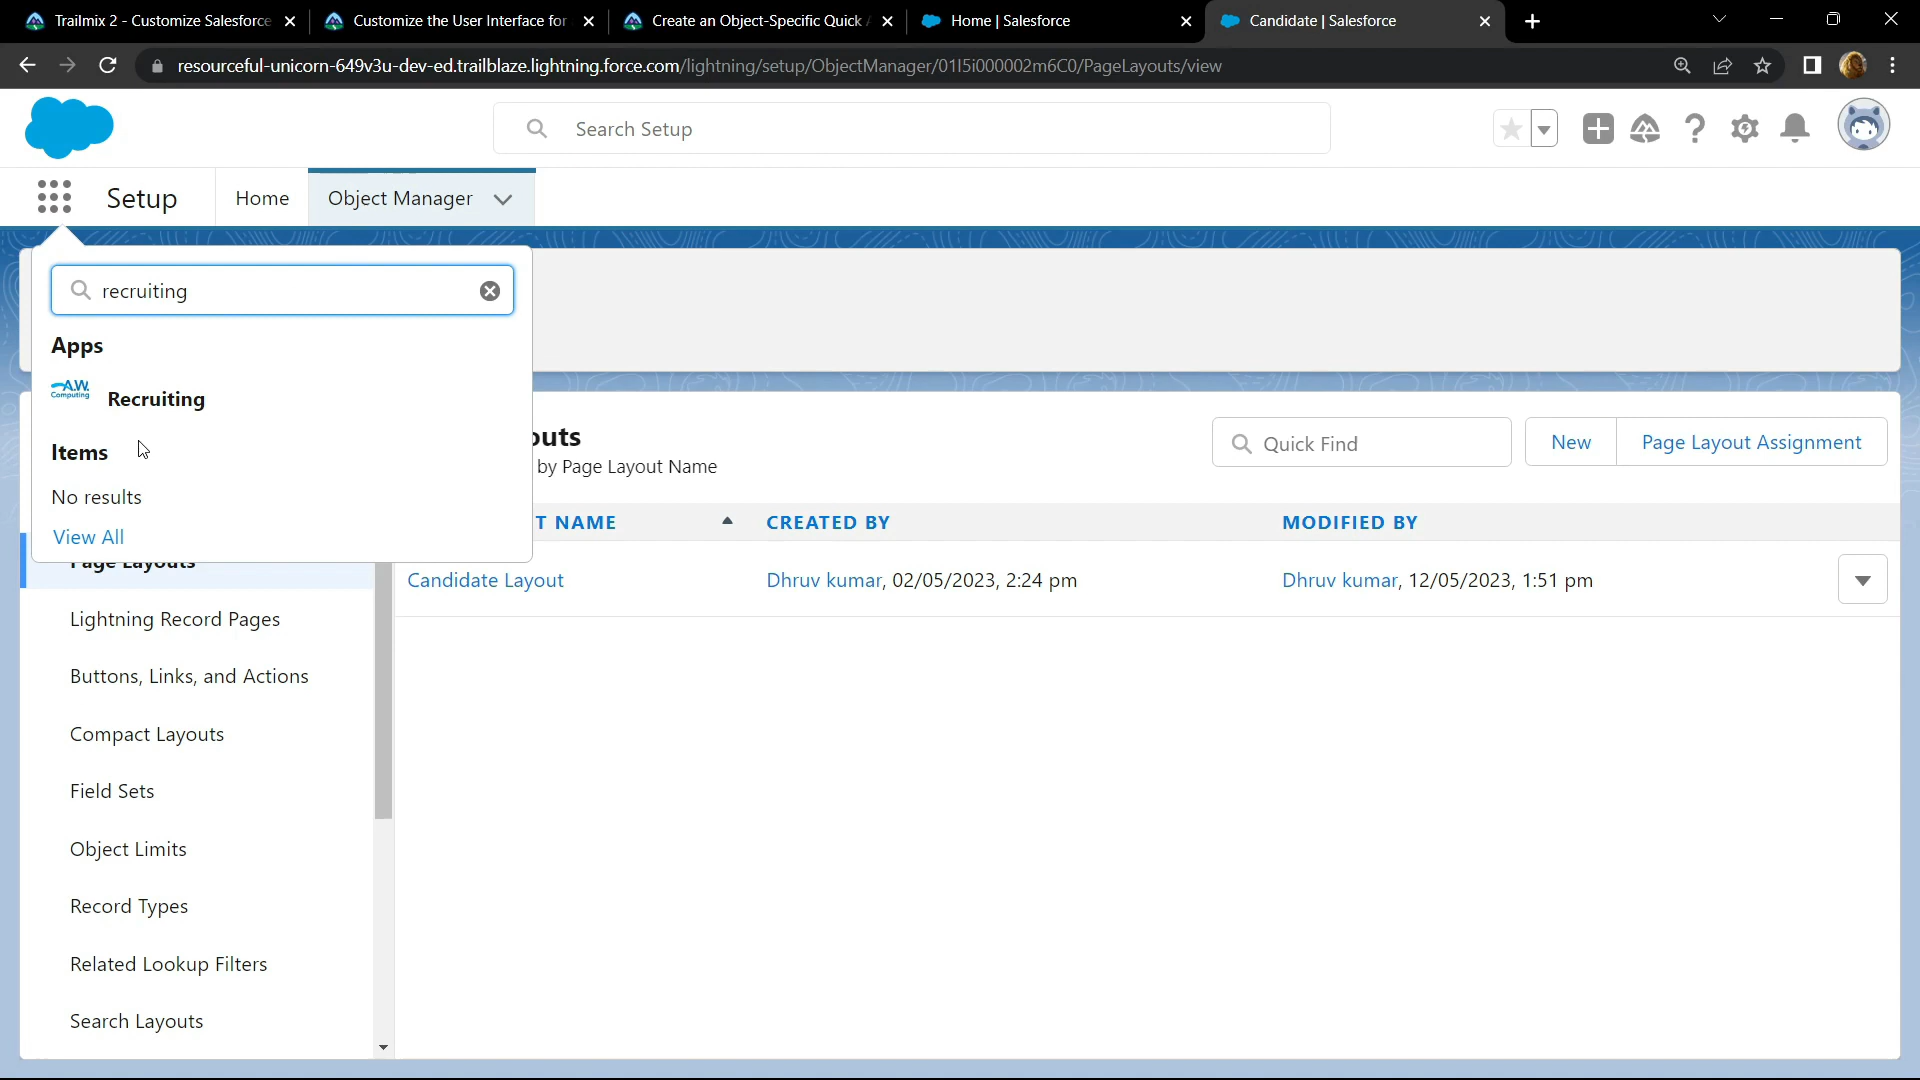 Trailmix 2 - Customize Salesforce
Customize the User Interface for
Create an Object-Specific Quick
Home | Salesforce
Candidate | Salesforce
resourceful-unicorn-649v3u-dev-ed.trailblaze.lightning.force.com/lightning/setup/ObjectManager/01I5i000002m6C0/PageLayouts/view
Search Setup
Setup
Home
Object Manager
recruiting
Apps
A.W. Computing
Recruiting
Items
No results
View All
outs
by Page Layout Name
Quick Find
New
Page Layout Assignment
T NAME
CREATED BY
MODIFIED BY
Candidate Layout
Dhruv kumar, 02/05/2023, 2:24 pm
Dhruv kumar, 12/05/2023, 1:51 pm
Page Layouts
Lightning Record Pages
Buttons, Links, and Actions
Compact Layouts
Field Sets
Object Limits
Record Types
Related Lookup Filters
Search Layouts